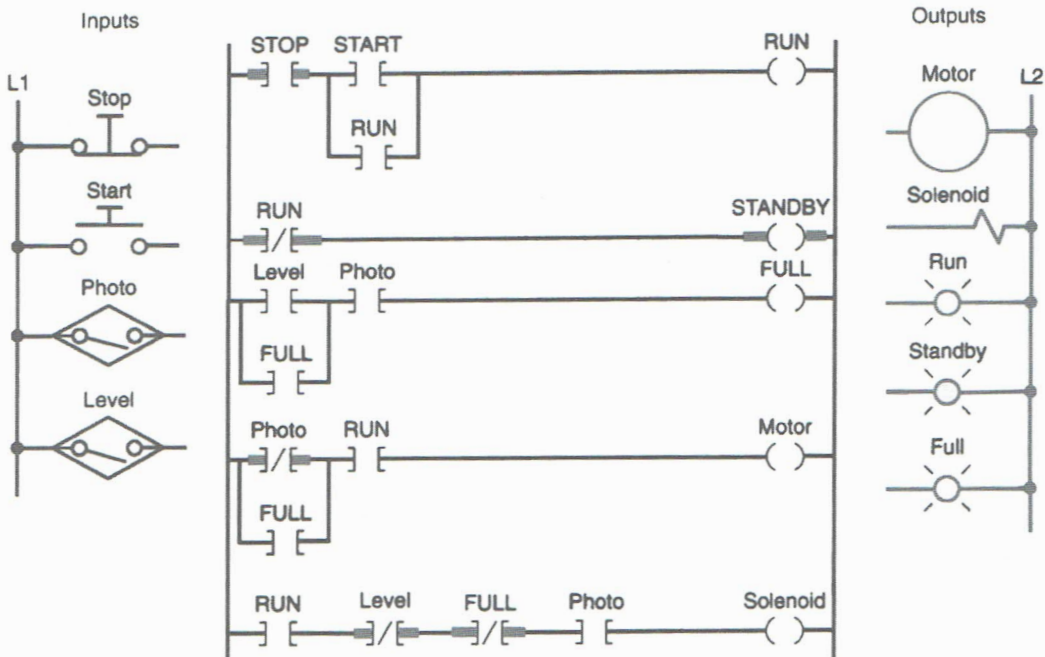 Inputs
Outputs
L1
Stop
Start
Photo
Level
STOP START RUN
RUN
RUN STANDBY
Level Photo FULL
FULL
Photo RUN Motor
FULL
RUN Level FULL Photo Solenoid
Motor
L2
Solenoid
Run
Standby
Full